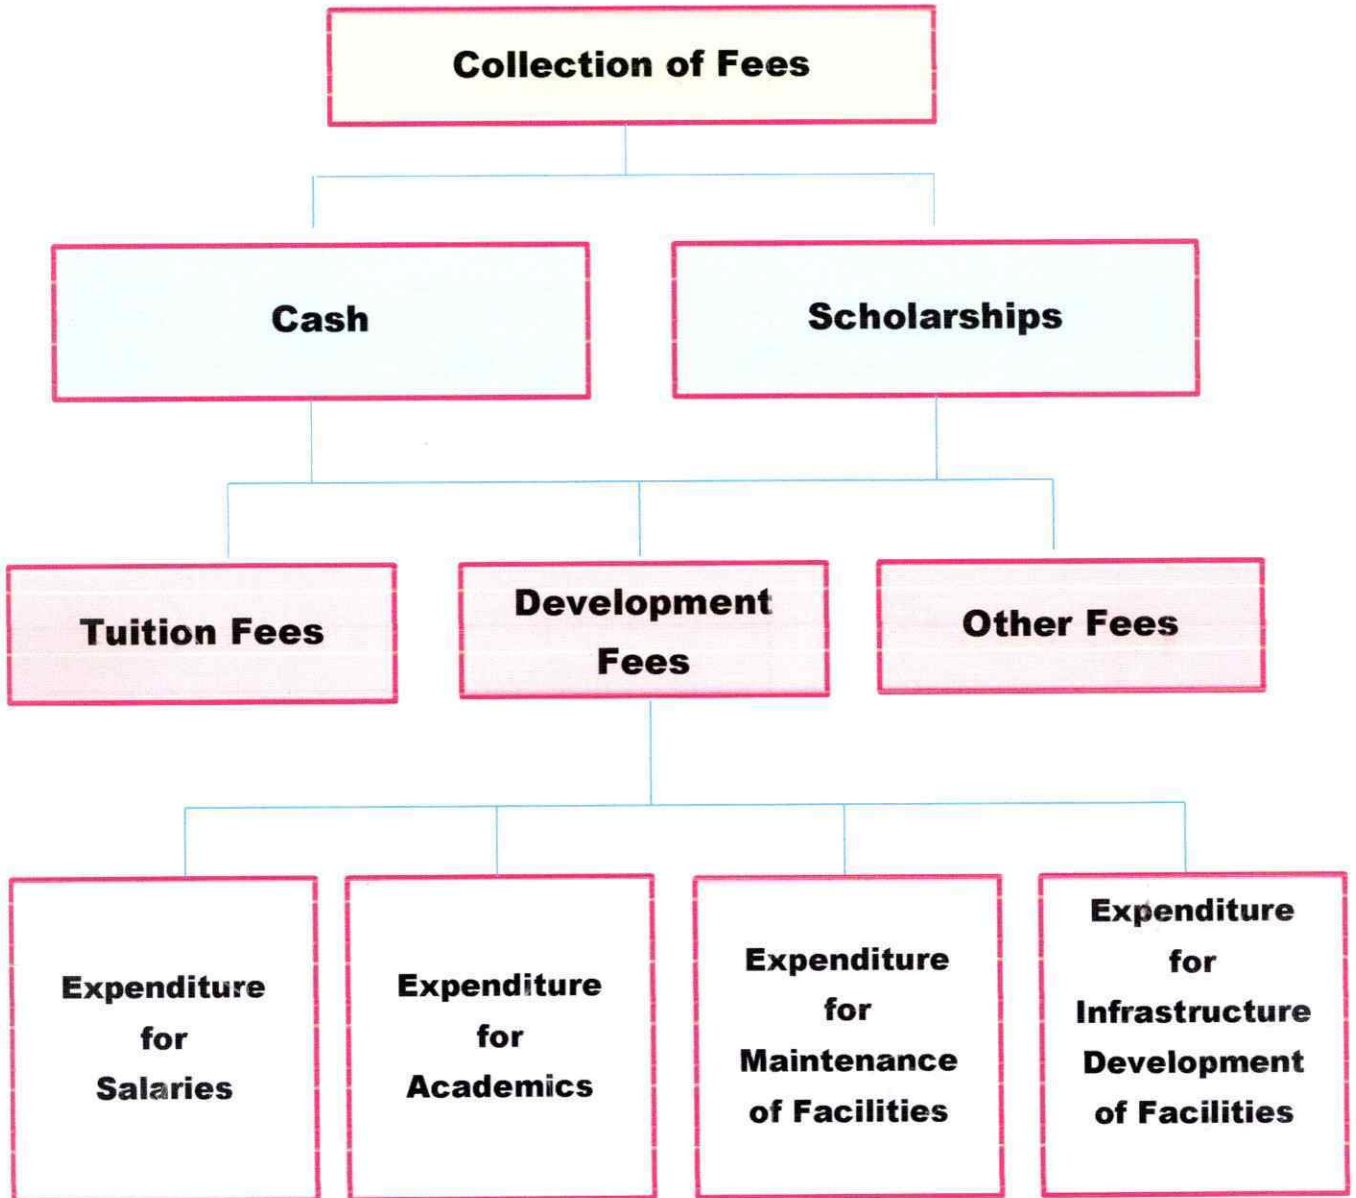 Collection of Fees
Cash
Scholarships
Tuition Fees
Development
Fees
Other Fees
Expenditure
for
Salaries
Expenditure
for
Academics
Expenditure
for
Maintenance
of Facilities
Expenditure
for
Infrastructure
Development
of Facilities